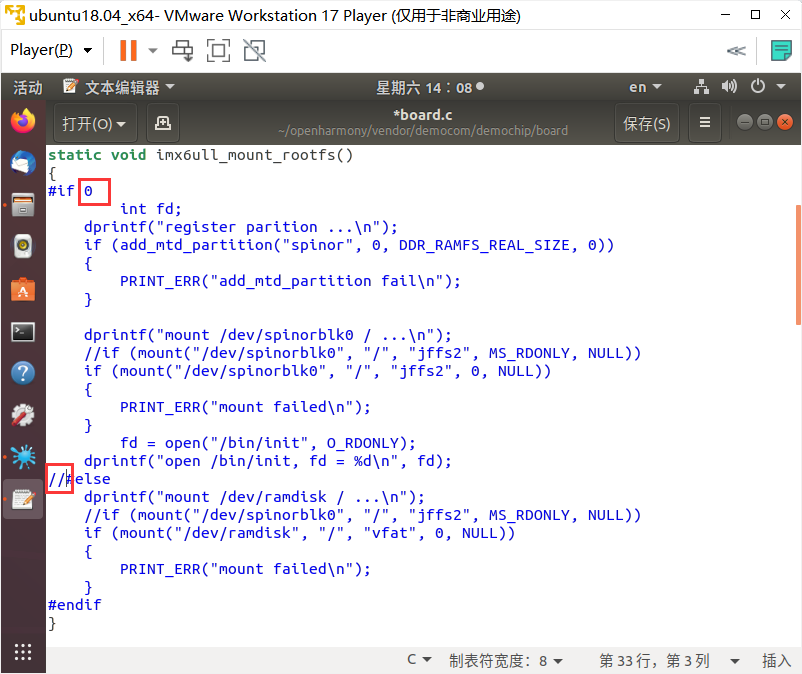 ubuntu18.04_x64- VMware Workstation 17 Player (仅用于非商业用途)
Player(P)
活动 文本编辑器 星期六 14：08 en
打开(O) *board.c 保存(S)
~/openharmony/vendor/democom/demochip/board
static void imx6ull_mount_rootfs()
{
#if 0
        int fd;
    dprintf("register parition ...\n");
    if (add_mtd_partition("spinor", 0, DDR_RAMFS_REAL_SIZE, 0))
    {
        PRINT_ERR("add_mtd_partition fail\n");
    }
    dprintf("mount /dev/spinorblk0 / ...\n");
    //if (mount("/dev/spinorblk0", "/", "jffs2", MS_RDONLY, NULL))
    if (mount("/dev/spinorblk0", "/", "jffs2", 0, NULL))
    {
        PRINT_ERR("mount failed\n");
    }
        fd = open("/bin/init", O_RDONLY);
    dprintf("open /bin/init, fd = %d\n", fd);
//#else
    dprintf("mount /dev/ramdisk / ...\n");
    //if (mount("/dev/spinorblk0", "/", "jffs2", MS_RDONLY, NULL))
    if (mount("/dev/ramdisk", "/", "vfat", 0, NULL))
    {
        PRINT_ERR("mount failed\n");
    }
#endif
}
C 制表符宽度：8 第 33 行，第 3 列 插入